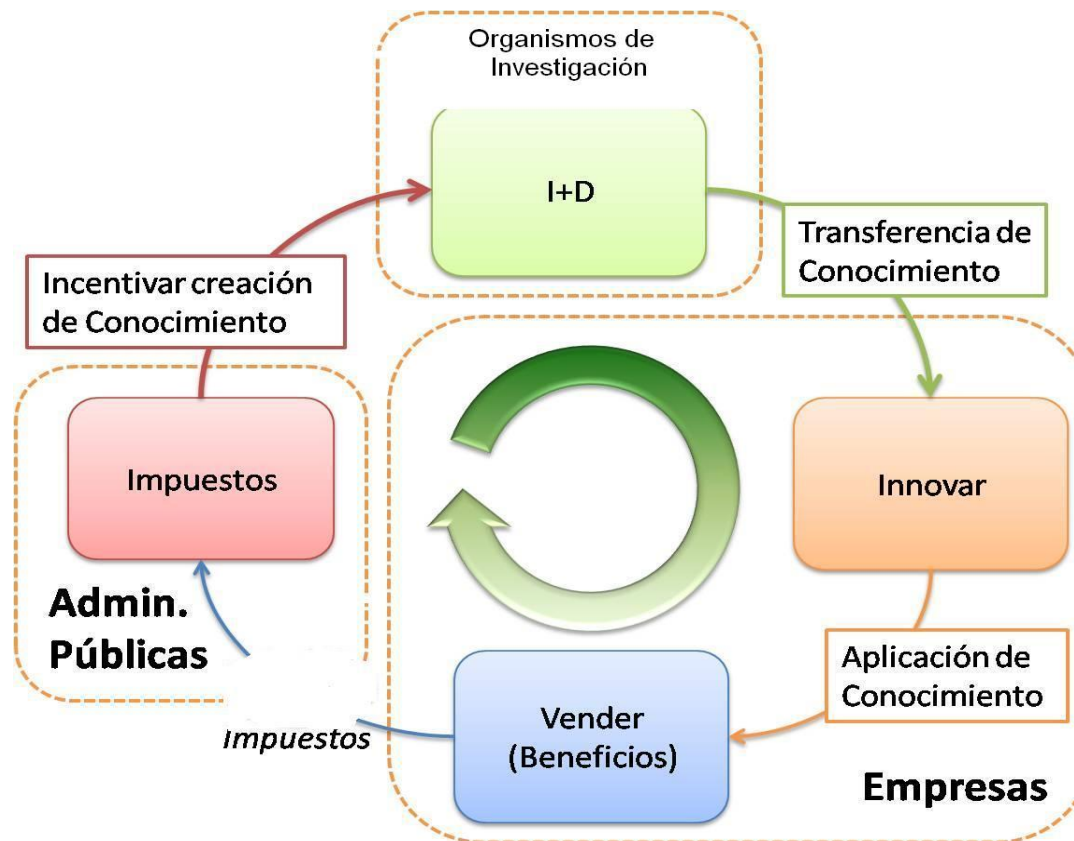 Organismos de
Investigación
I+D
Transferencia de
Conocimiento
Incentivar creación
de Conocimiento
Impuestos
Innovar
Admin.
Públicas
Aplicación de
Conocimiento
Impuestos
Vender
(Beneficios)
Empresas